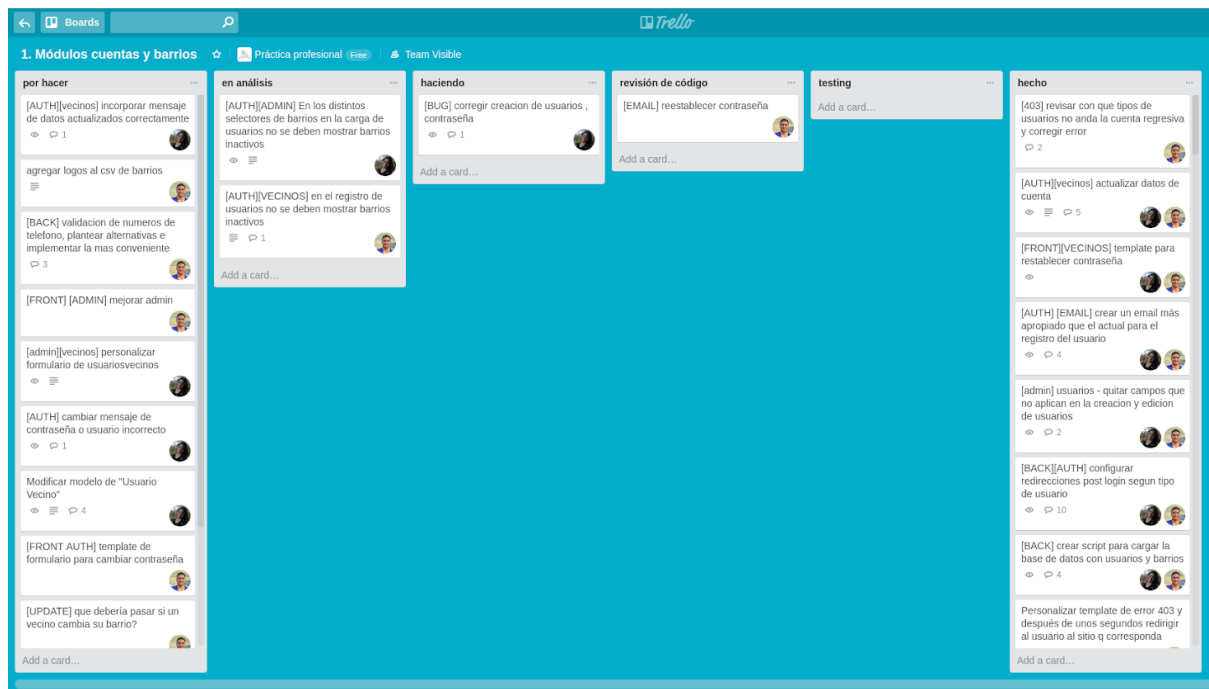 Boards
Trello
1. Módulos cuentas y barrios
Práctica profesional Free
Team Visible
por hacer
[AUTH][vecinos] incorporar mensaje
de datos actualizados correctamente
1
agregar logos al csv de barrios
[BACK] validacion de numeros de
telefono, plantear alternativas e
implementar la mas conveniente
3
[FRONT] [ADMIN] mejorar admin
[admin][vecinos] personalizar
formulario de usuariosvecinos
[AUTH] cambiar mensaje de
contraseña o usuario incorrecto
1
Modificar modelo de "Usuario
Vecino"
4
[FRONT AUTH] template de
formulario para cambiar contraseña
[UPDATE] que debería pasar si un
vecino cambia su barrio?
Add a card…
en análisis
[AUTH][ADMIN] En los distintos
selectores de barrios en la carga de
usuarios no se deben mostrar barrios
inactivos
[AUTH][VECINOS] en el registro de
usuarios no se deben mostrar barrios
inactivos
1
Add a card…
haciendo
[BUG] corregir creacion de usuarios ,
contraseña
1
Add a card…
revisión de código
[EMAIL] reestablecer contraseña
Add a card…
testing
Add a card…
hecho
[403] revisar con que tipos de
usuarios no anda la cuenta regresiva
y corregir error
2
[AUTH][vecinos] actualizar datos de
cuenta
5
[FRONT][VECINOS] template para
restablecer contraseña
[AUTH] [EMAIL] crear un email más
apropiado que el actual para el
registro del usuario
4
[admin] usuarios - quitar campos que
no aplican en la creacion y edicion
de usuarios
2
[BACK][AUTH] configurar
redirecciones post login segun tipo
de usuario
10
[BACK] crear script para cargar la
base de datos con usuarios y barrios
4
Personalizar template de error 403 y
después de unos segundos redirigir
al usuario al sitio q corresponda
Add a card…